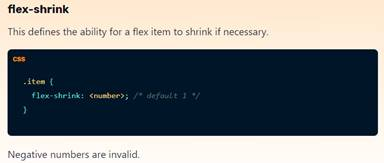 flex-shrink
This defines the ability for a flex item to shrink if necessary.
CSS
.item {
flex-shrink: <number>; /* default 1 */
}
Negative numbers are invalid.